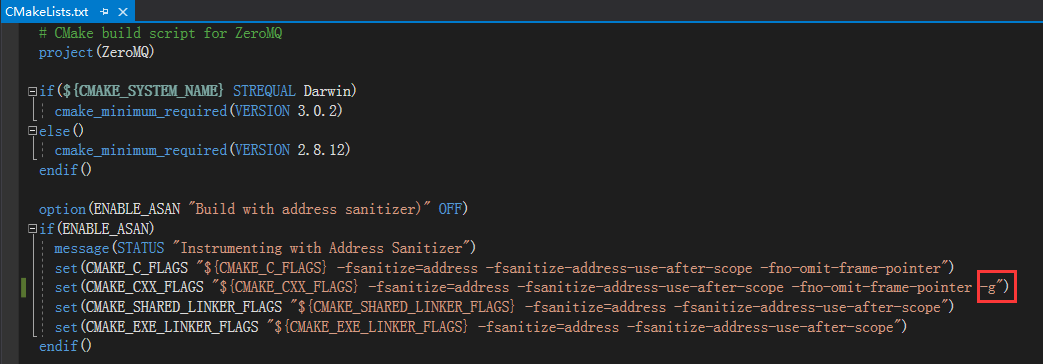 CMakeLists.txt
# CMake build script for ZeroMQ
project(ZeroMQ)
if(${CMAKE_SYSTEM_NAME} STREQUAL Darwin)
cmake_minimum_required(VERSION 3.0.2)
else()
cmake_minimum_required(VERSION 2.8.12)
endif()
option(ENABLE_ASAN "Build with address sanitizer)" OFF)
if(ENABLE_ASAN)
message(STATUS "Instrumenting with Address Sanitizer")
set(CMAKE_C_FLAGS "${CMAKE_C_FLAGS} -fsanitize=address -fsanitize-address-use-after-scope -fno-omit-frame-pointer")
set(CMAKE_CXX_FLAGS "${CMAKE_CXX_FLAGS} -fsanitize=address -fsanitize-address-use-after-scope -fno-omit-frame-pointer -g")
set(CMAKE_SHARED_LINKER_FLAGS "${CMAKE_SHARED_LINKER_FLAGS} -fsanitize=address -fsanitize-address-use-after-scope")
set(CMAKE_EXE_LINKER_FLAGS "${CMAKE_EXE_LINKER_FLAGS} -fsanitize=address -fsanitize-address-use-after-scope")
endif()